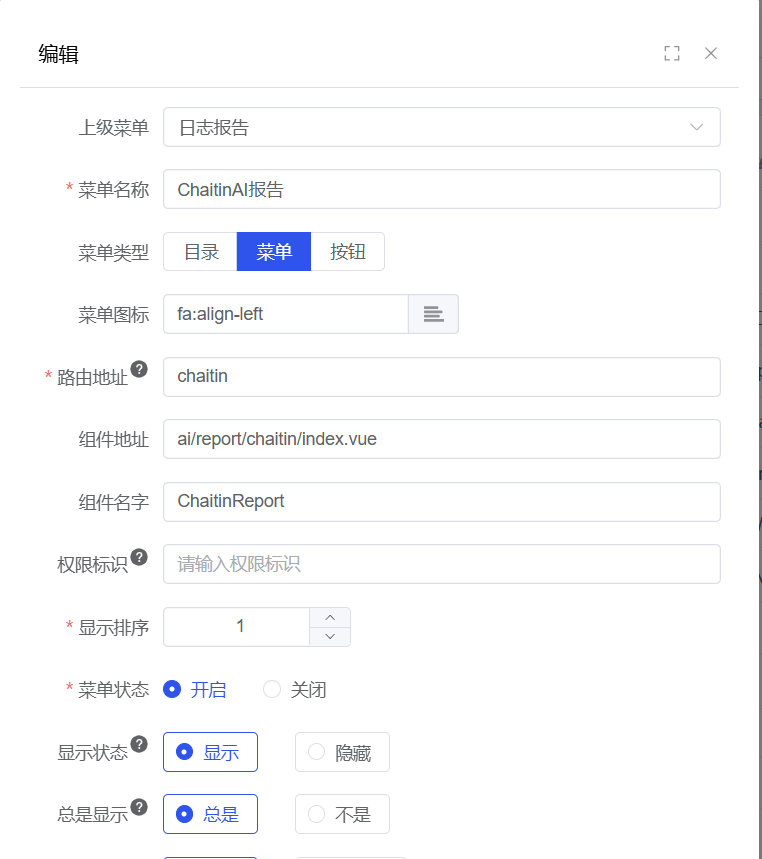 编辑
上级菜单 日志报告
* 菜单名称 ChaitinAI报告
菜单类型 目录 菜单 按钮
菜单图标 fa:align-left
* 路由地址 ? chaitin
组件地址 ai/report/chaitin/index.vue
组件名字 ChaitinReport
权限标识 ? 请输入权限标识
* 显示排序 1
* 菜单状态 开启 关闭
显示状态 ? 显示 隐藏
总是显示 ? 总是 不是